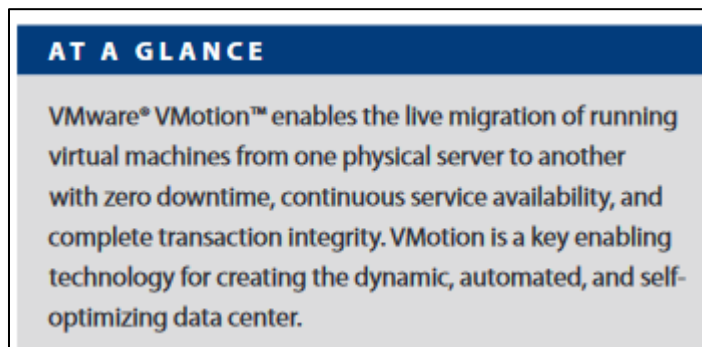 AT A GLANCE
VMware® VMotion™ enables the live migration of running
virtual machines from one physical server to another
with zero downtime, continuous service availability, and
complete transaction integrity. VMotion is a key enabling
technology for creating the dynamic, automated, and self-
optimizing data center.